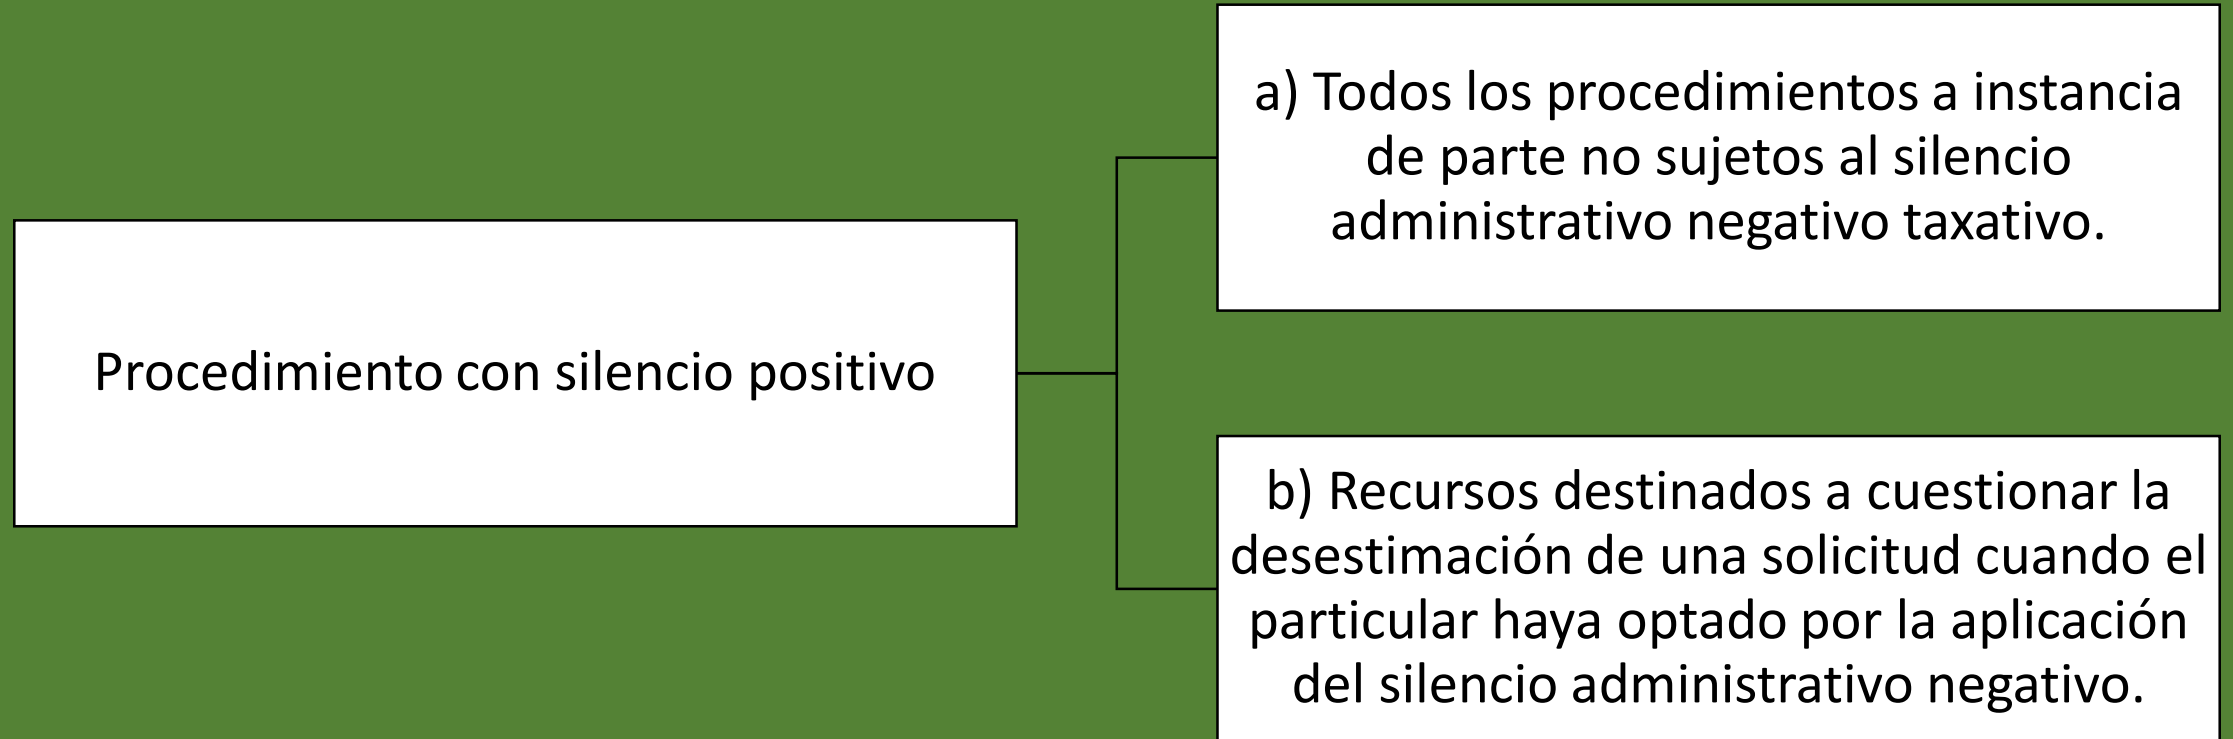 Procedimiento con silencio positivo
a) Todos los procedimientos a instancia
de parte no sujetos al silencio
administrativo negativo taxativo.
b) Recursos destinados a cuestionar la
desestimación de una solicitud cuando el
particular haya optado por la aplicación
del silencio administrativo negativo.